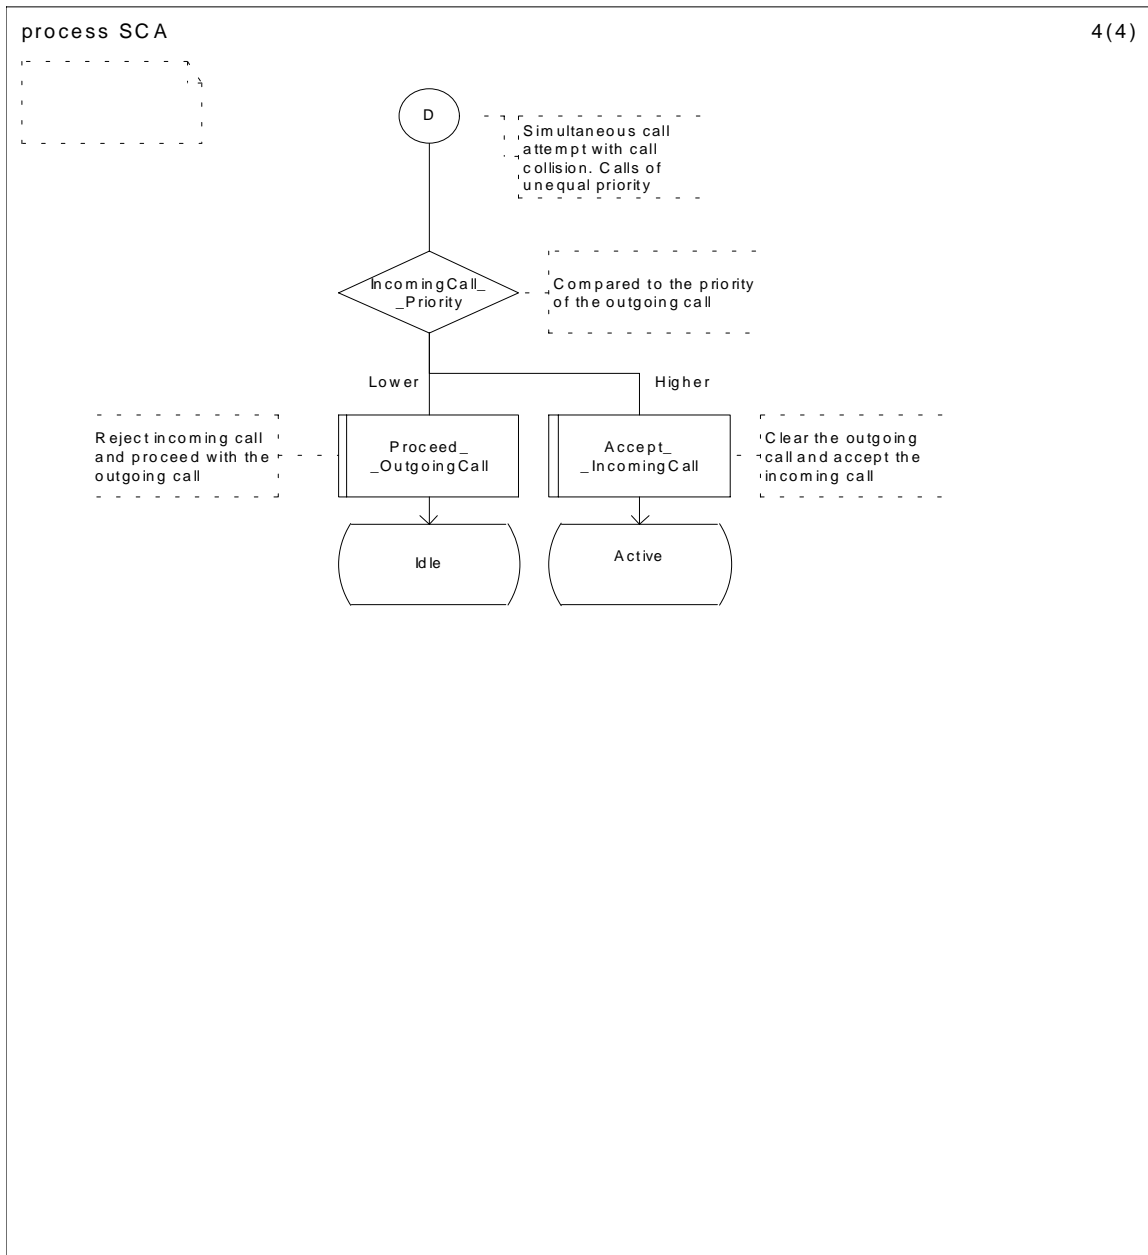 process SCA
4(4)
D
Simultaneous call
attempt with call
collision. Calls of
unequal priority
IncomingCall_
_Priority
Compared to the priority
of the outgoing call
Lower
Higher
Reject incoming call
and proceed with the
outgoing call
Proceed_
_OutgoingCall
Accept_
_IncomingCall
Clear the outgoing
call and accept the
incoming call
Idle
Active